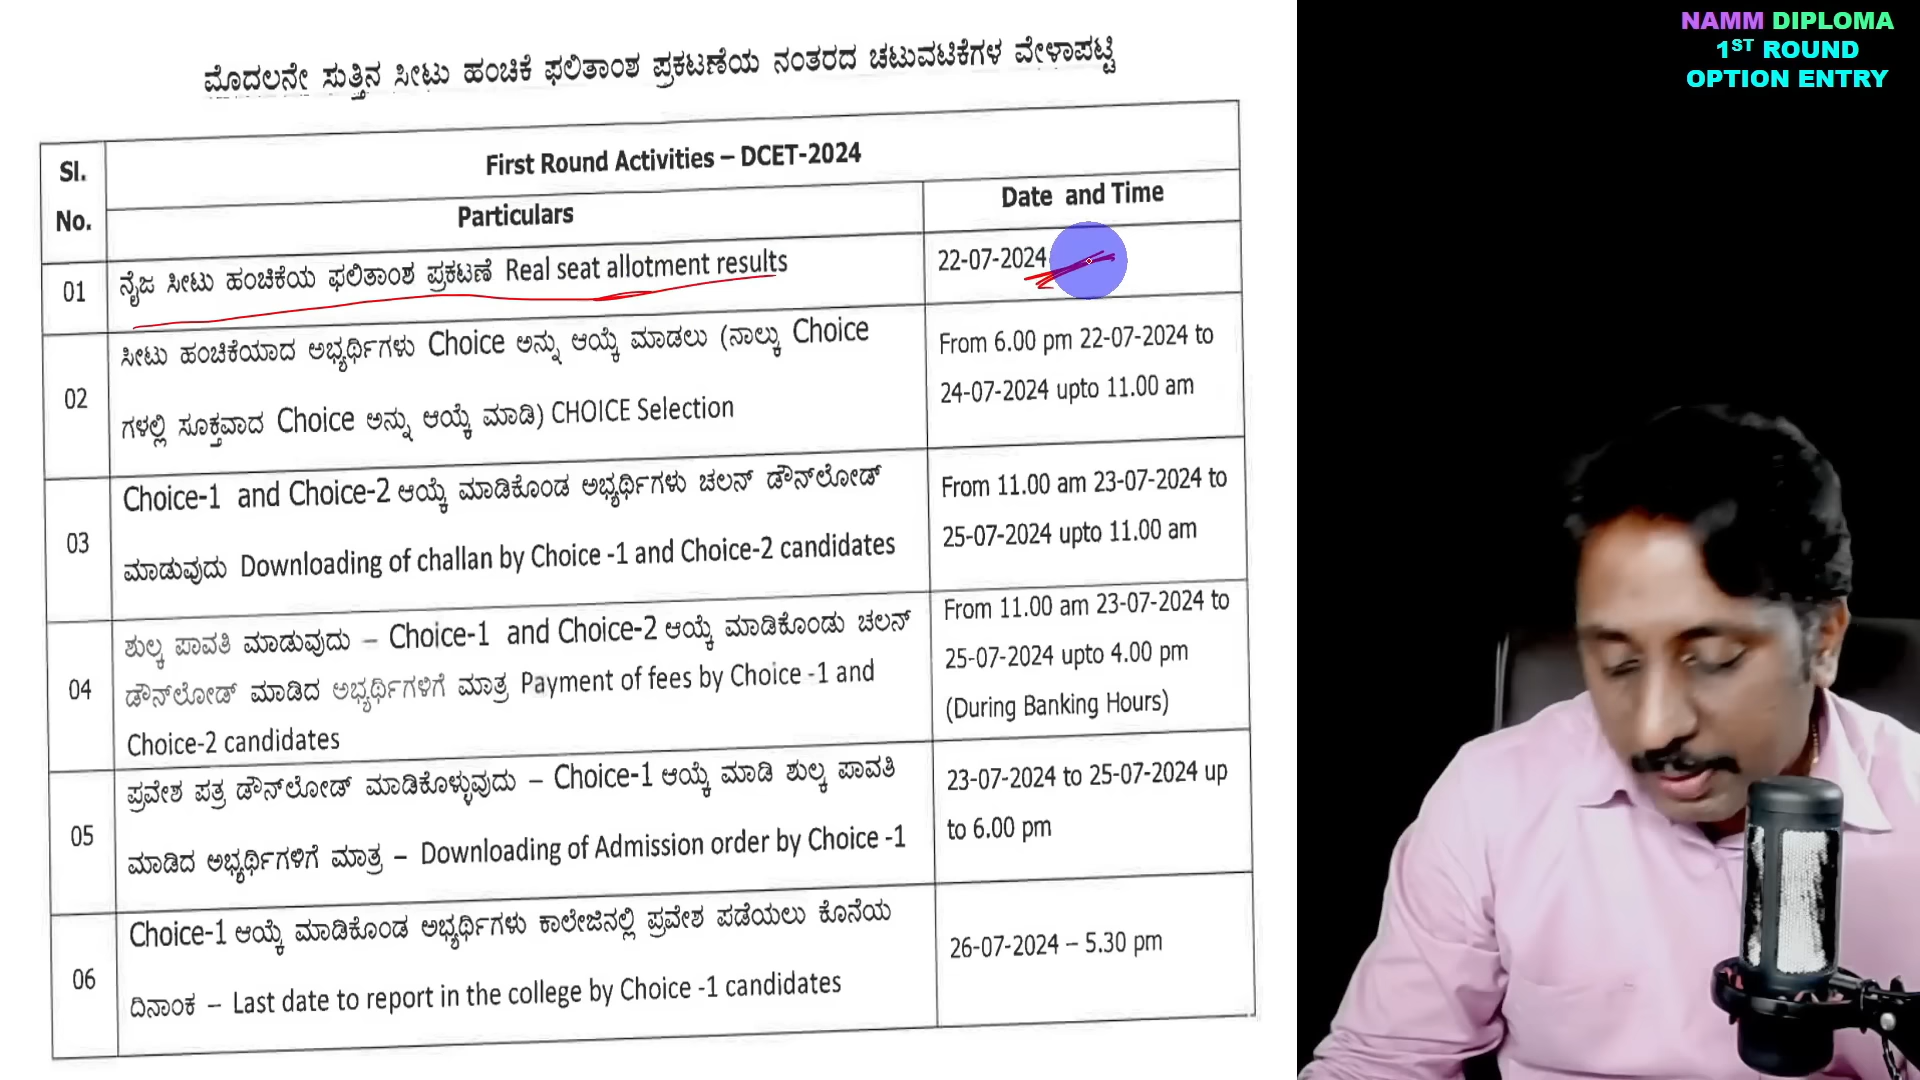 NAMM DIPLOMA
1ST ROUND
OPTION ENTRY
ಮೊದಲನೇ ಸುತ್ತಿನ ಸೀಟು ಹಂಚಿಕೆ ಫಲಿತಾಂಶ ಪ್ರಕಟಣೆಯ ನಂತರದ ಚಟುವಟಿಕೆಗಳ ವೇಳಾಪಟ್ಟಿ
Sl.
No.
First Round Activities – DCET-2024
Particulars
Date and Time
01
ನೈಜ ಸೀಟು ಹಂಚಿಕೆಯ ಫಲಿತಾಂಶ ಪ್ರಕಟಣೆ Real seat allotment results
22-07-2024
02
ಸೀಟು ಹಂಚಿಕೆಯಾದ ಅಭ್ಯರ್ಥಿಗಳು Choice ಅನ್ನು ಆಯ್ಕೆ ಮಾಡಲು (ನಾಲ್ಕು Choice
ಗಳಲ್ಲಿ ಸೂಕ್ತವಾದ Choice ಅನ್ನು ಆಯ್ಕೆ ಮಾಡಿ) CHOICE Selection
From 6.00 pm 22-07-2024 to
24-07-2024 upto 11.00 am
03
Choice-1 and Choice-2 ಆಯ್ಕೆ ಮಾಡಿಕೊಂಡ ಅಭ್ಯರ್ಥಿಗಳು ಚಲನ್ ಡೌನ್‌ಲೋಡ್
ಮಾಡುವುದು Downloading of challan by Choice -1 and Choice-2 candidates
From 11.00 am 23-07-2024 to
25-07-2024 upto 11.00 am
04
ಶುಲ್ಕ ಪಾವತಿ ಮಾಡುವುದು – Choice-1 and Choice-2 ಆಯ್ಕೆ ಮಾಡಿಕೊಂಡು ಚಲನ್
ಡೌನ್‌ಲೋಡ್ ಮಾಡಿದ ಅಭ್ಯರ್ಥಿಗಳಿಗೆ ಮಾತ್ರ Payment of fees by Choice -1 and
Choice-2 candidates
From 11.00 am 23-07-2024 to
25-07-2024 upto 4.00 pm
(During Banking Hours)
05
ಪ್ರವೇಶ ಪತ್ರ ಡೌನ್‌ಲೋಡ್ ಮಾಡಿಕೊಳ್ಳುವುದು – Choice-1 ಆಯ್ಕೆ ಮಾಡಿ ಶುಲ್ಕ ಪಾವತಿ
ಮಾಡಿದ ಅಭ್ಯರ್ಥಿಗಳಿಗೆ ಮಾತ್ರ – Downloading of Admission order by Choice -1
23-07-2024 to 25-07-2024 up
to 6.00 pm
06
Choice-1 ಆಯ್ಕೆ ಮಾಡಿಕೊಂಡ ಅಭ್ಯರ್ಥಿಗಳು ಕಾಲೇಜಿನಲ್ಲಿ ಪ್ರವೇಶ ಪಡೆಯಲು ಕೊನೆಯ
ದಿನಾಂಕ – Last date to report in the college by Choice -1 candidates
26-07-2024 – 5.30 pm